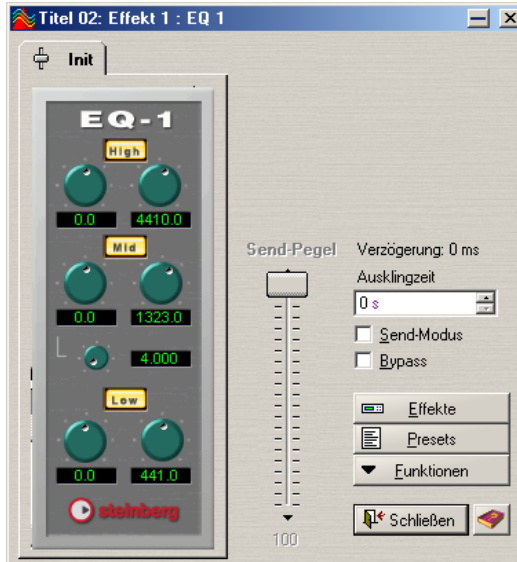 Titel 02: Effekt 1 : EQ 1
Init
EQ-1
High
0.0 4410.0
Mid
0.0 1323.0
4.000
Low
0.0 441.0
steinberg
Send-Pegel
100
Verzögerung: 0 ms
Ausklingzeit
0 s
Send-Modus
Bypass
Effekte
Presets
Funktionen
Schließen